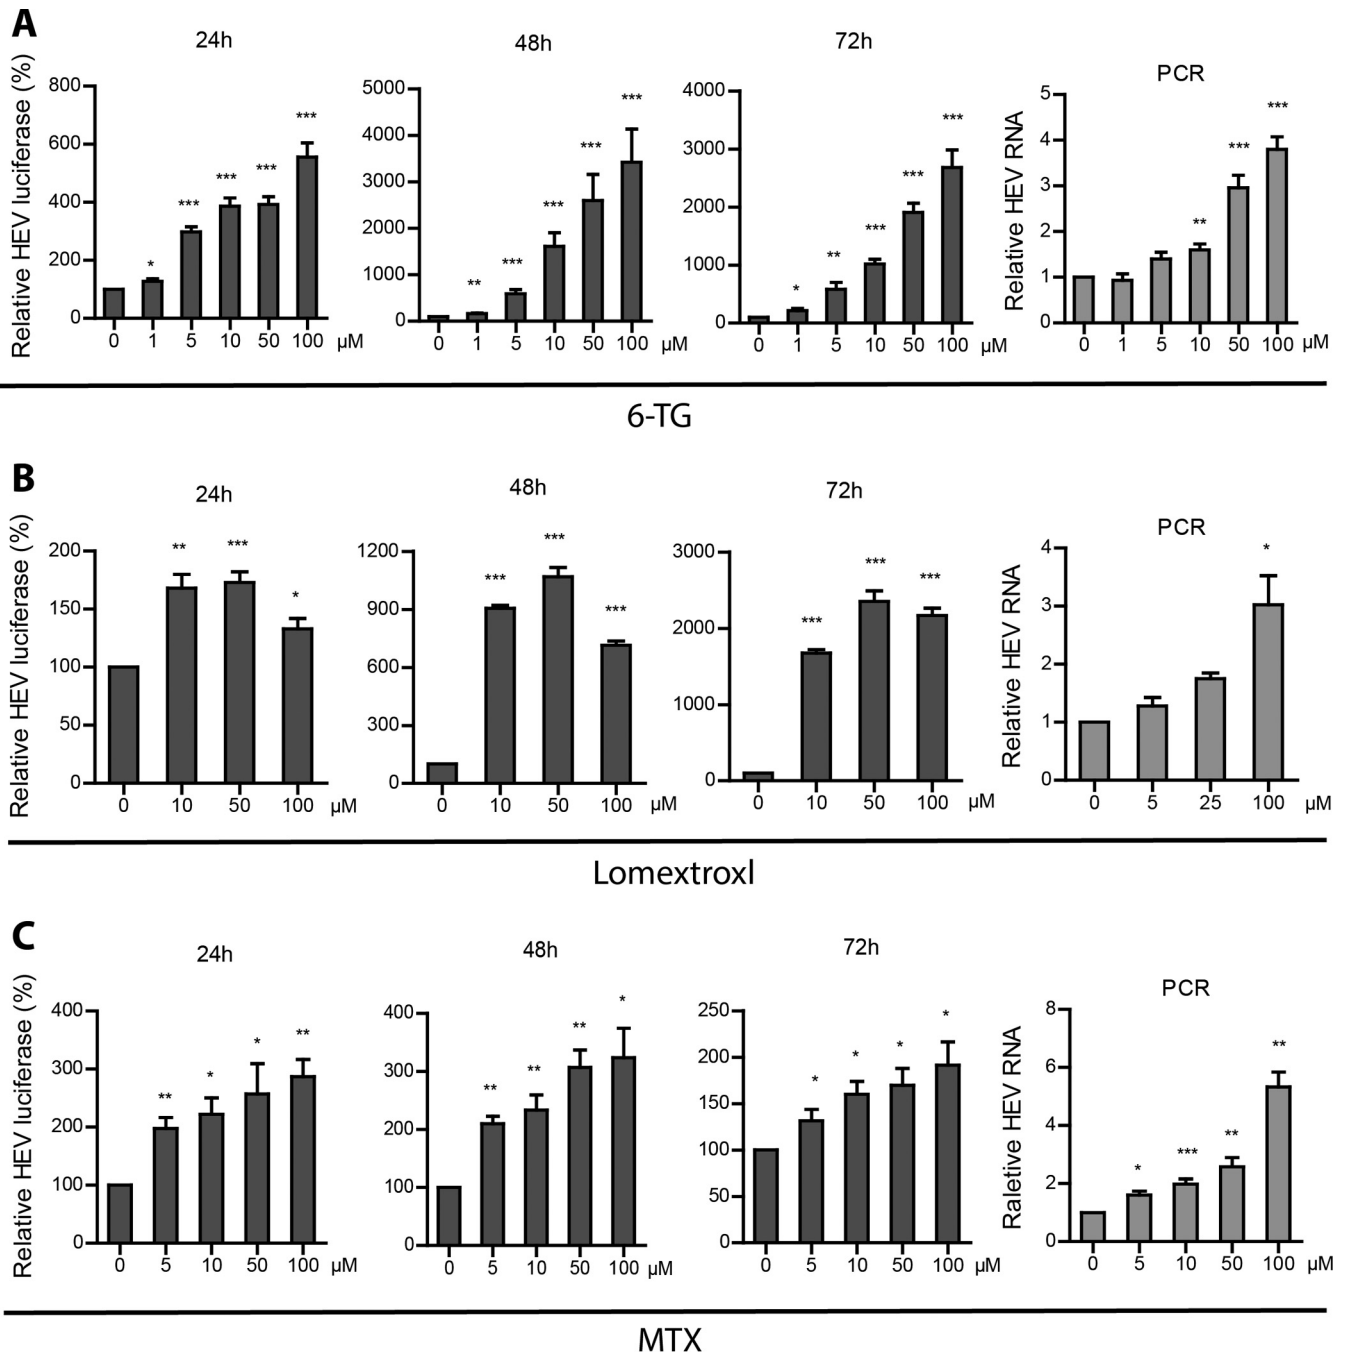 A
24h
48h
72h
PCR
Relative HEV luciferase (%)
800
600
400
200
0
*
***
***
***
***
0 1 5 10 50 100 μM
5000
4000
3000
2000
1000
0
**
***
***
***
***
0 1 5 10 50 100 μM
4000
3000
2000
1000
0
*
**
***
***
***
0 1 5 10 50 100 μM
Relative HEV RNA
5
4
3
2
1
0
**
***
***
0 1 5 10 50 100 μM
6-TG
B
24h
48h
72h
PCR
Relative HEV luciferase (%)
200
150
100
50
0
**
***
*
0 10 50 100 μM
1200
900
600
300
0
***
***
***
0 10 50 100 μM
3000
2000
1000
0
***
***
***
0 10 50 100 μM
Relative HEV RNA
4
3
2
1
0
*
0 5 25 100 μM
Lomextroxl
C
24h
48h
72h
PCR
Relative HEV luciferase (%)
400
300
200
100
0
**
*
*
**
0 5 10 50 100 μM
400
300
200
100
0
**
**
**
*
0 5 10 50 100 μM
250
200
150
100
50
0
*
*
*
*
0 5 10 50 100 μM
Raletive HEV RNA
8
6
4
2
0
*
***
**
**
0 5 10 50 100 μM
MTX